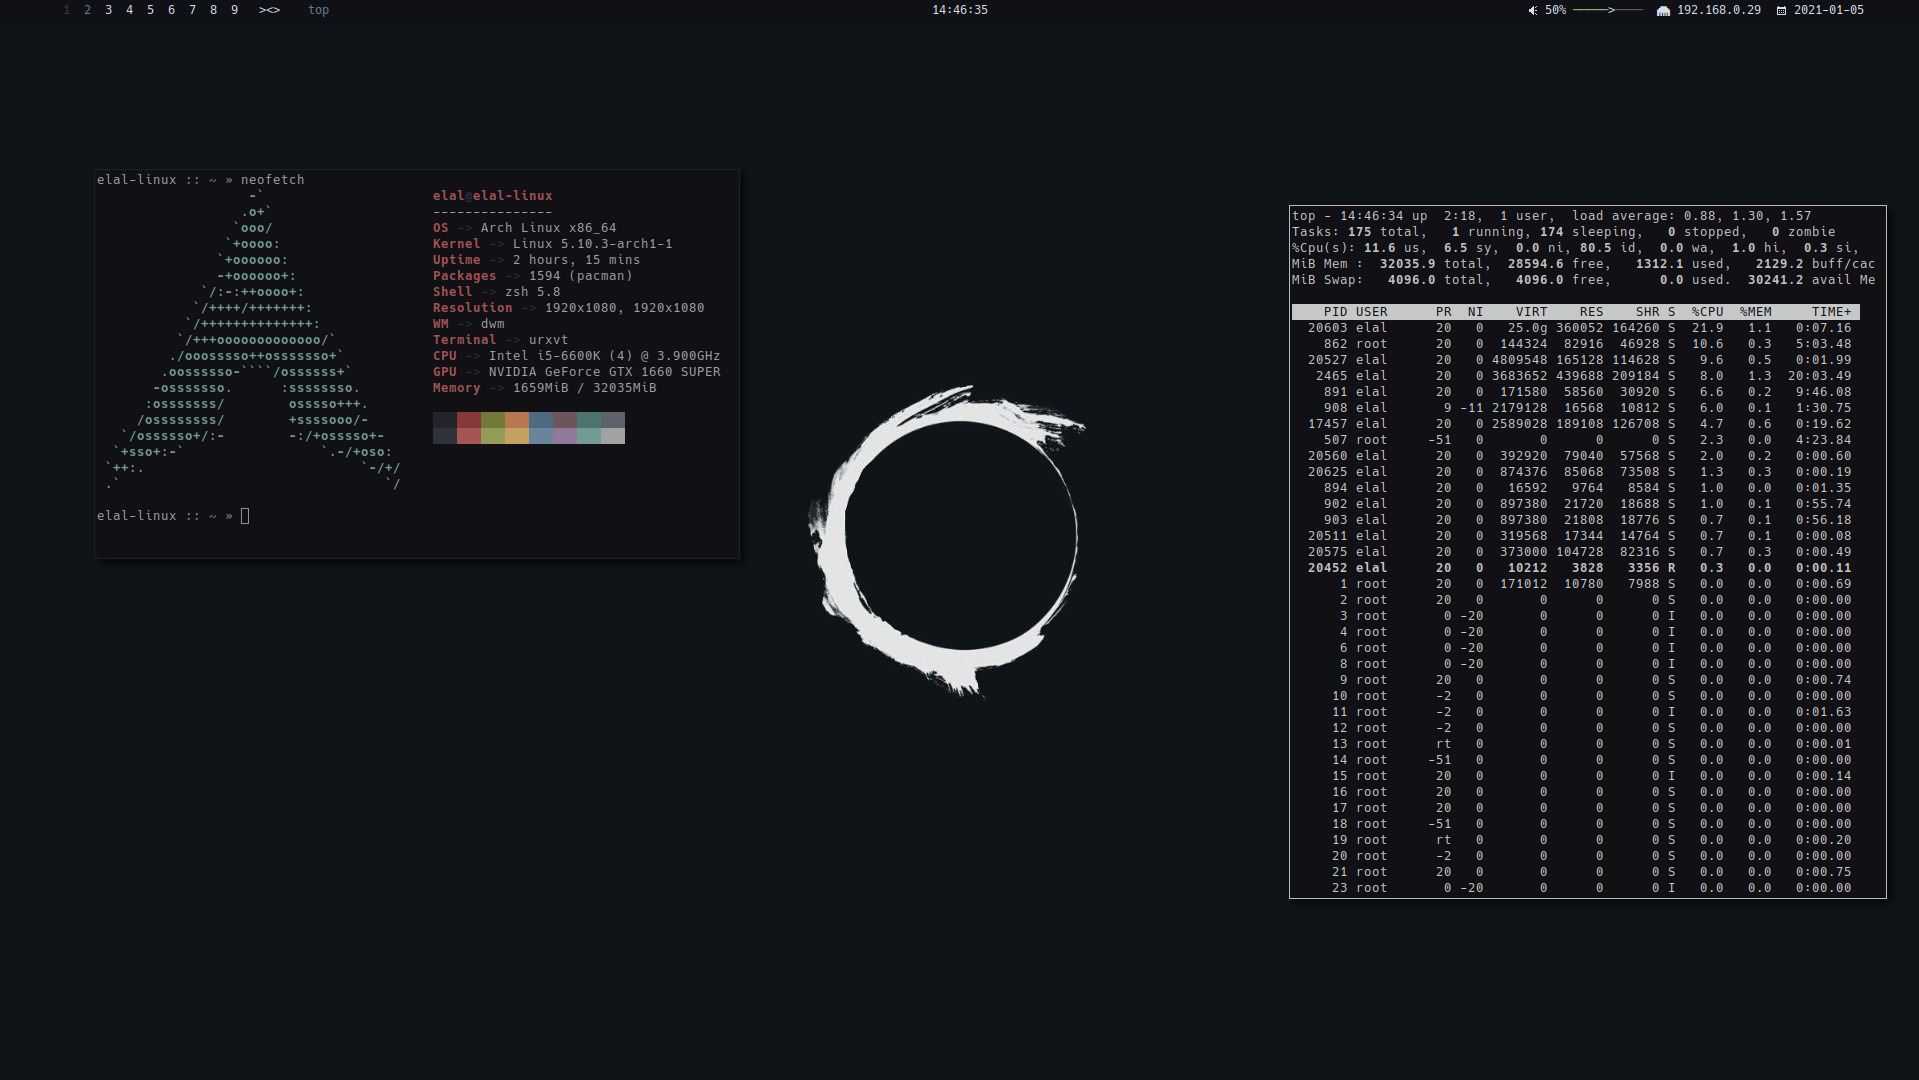 1 2 3 4 5 6 7 8 9 ><> top
14:46:35
50% ─────>──── 192.168.0.29 2021-01-05
elal-linux :: ~ » neofetch
-`
.o+`
`ooo/
`+oooo:
`+oooooo:
-+oooooo+:
`/:-:++oooo+:
`/++++/+++++++:
`/++++++++++++++:
`/+++ooooooooooooo/`
./ooosssso++osssssso+`
.oossssso-````/ossssss+`
-osssssso.      :ssssssso.
:osssssss/        osssso+++.
/ossssssss/        +ssssooo/-
`/ossssso+/:-        -:/+osssso+-
`+sso+:-`                 `.-/+oso:
`++:.                           `-/+/
.`                                 `/
elal@elal-linux
---------------
OS -> Arch Linux x86_64
Kernel -> Linux 5.10.3-arch1-1
Uptime -> 2 hours, 15 mins
Packages -> 1594 (pacman)
Shell -> zsh 5.8
Resolution -> 1920x1080, 1920x1080
WM -> dwm
Terminal -> urxvt
CPU -> Intel i5-6600K (4) @ 3.900GHz
GPU -> NVIDIA GeForce GTX 1660 SUPER
Memory -> 1659MiB / 32035MiB
elal-linux :: ~ »
top - 14:46:34 up  2:18,  1 user,  load average: 0.88, 1.30, 1.57
Tasks: 175 total,   1 running, 174 sleeping,   0 stopped,   0 zombie
%Cpu(s): 11.6 us,  6.5 sy,  0.0 ni, 80.5 id,  0.0 wa,  1.0 hi,  0.3 si,
MiB Mem :  32035.9 total,  28594.6 free,   1312.1 used,   2129.2 buff/cac
MiB Swap:   4096.0 total,   4096.0 free,      0.0 used.  30241.2 avail Me
PID USER PR NI VIRT RES SHR S %CPU %MEM TIME+
20603 elal 20 0 25.0g 360052 164260 S 21.9 1.1 0:07.16
862 root 20 0 144324 82916 46928 S 10.6 0.3 5:03.48
20527 elal 20 0 4809548 165128 114628 S 9.6 0.5 0:01.99
2465 elal 20 0 3683652 439688 209184 S 8.0 1.3 20:03.49
891 elal 20 0 171580 58560 30920 S 6.6 0.2 9:46.08
908 elal 9 -11 2179128 16568 10812 S 6.0 0.1 1:30.75
17457 elal 20 0 2589028 189108 126708 S 4.7 0.6 0:19.62
507 root -51 0 0 0 0 S 2.3 0.0 4:23.84
20560 elal 20 0 392920 79040 57568 S 2.0 0.2 0:00.60
20625 elal 20 0 874376 85068 73508 S 1.3 0.3 0:00.19
894 elal 20 0 16592 9764 8584 S 1.0 0.0 0:01.35
902 elal 20 0 897380 21720 18688 S 1.0 0.1 0:55.74
903 elal 20 0 897380 21808 18776 S 0.7 0.1 0:56.18
20511 elal 20 0 319568 17344 14764 S 0.7 0.1 0:00.08
20575 elal 20 0 373000 104728 82316 S 0.7 0.3 0:00.49
20452 elal 20 0 10212 3828 3356 R 0.3 0.0 0:00.11
1 root 20 0 171012 10780 7988 S 0.0 0.0 0:00.69
2 root 20 0 0 0 0 S 0.0 0.0 0:00.00
3 root 0 -20 0 0 0 I 0.0 0.0 0:00.00
4 root 0 -20 0 0 0 I 0.0 0.0 0:00.00
6 root 0 -20 0 0 0 I 0.0 0.0 0:00.00
8 root 0 -20 0 0 0 I 0.0 0.0 0:00.00
9 root 20 0 0 0 0 S 0.0 0.0 0:00.74
10 root -2 0 0 0 0 S 0.0 0.0 0:00.00
11 root -2 0 0 0 0 I 0.0 0.0 0:01.63
12 root -2 0 0 0 0 S 0.0 0.0 0:00.00
13 root rt 0 0 0 0 S 0.0 0.0 0:00.01
14 root -51 0 0 0 0 S 0.0 0.0 0:00.00
15 root 20 0 0 0 0 I 0.0 0.0 0:00.14
16 root 20 0 0 0 0 S 0.0 0.0 0:00.00
17 root 20 0 0 0 0 S 0.0 0.0 0:00.00
18 root -51 0 0 0 0 S 0.0 0.0 0:00.00
19 root rt 0 0 0 0 S 0.0 0.0 0:00.20
20 root -2 0 0 0 0 S 0.0 0.0 0:00.00
21 root 20 0 0 0 0 S 0.0 0.0 0:00.75
23 root 0 -20 0 0 0 I 0.0 0.0 0:00.00